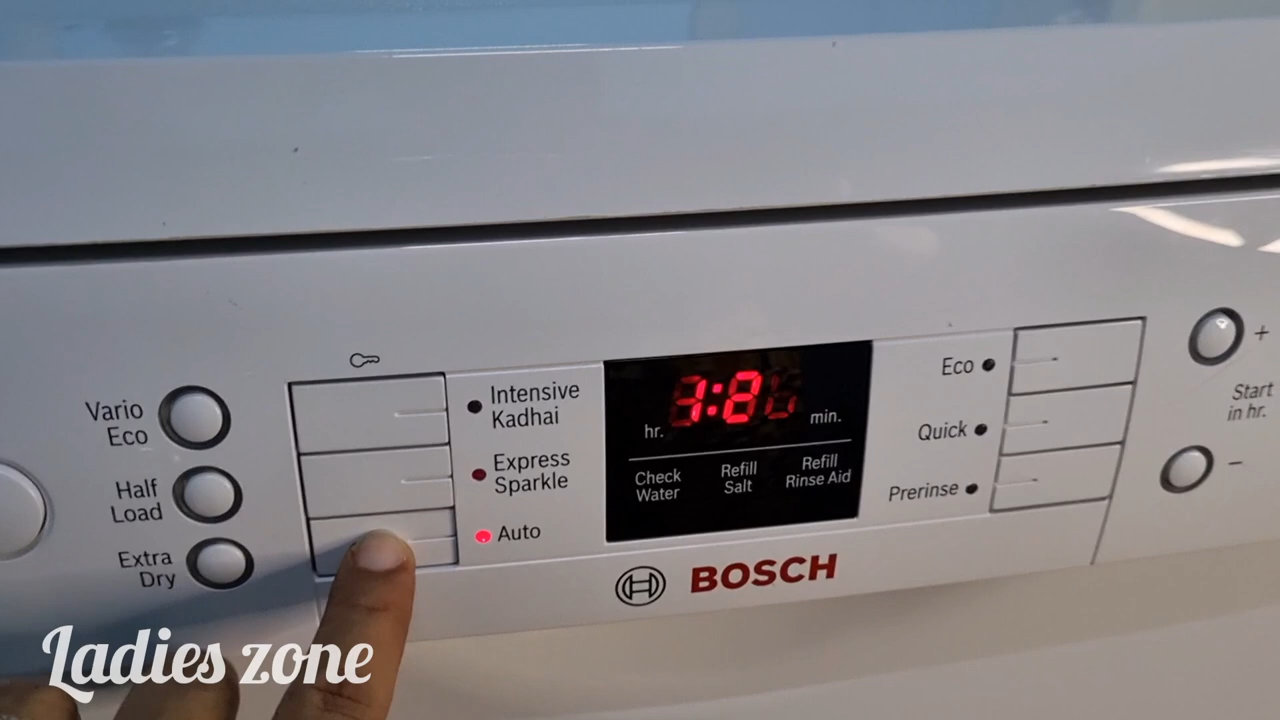 Vario
Eco
Half
Load
Extra
Dry
Intensive
Kadhai
Express
Sparkle
Auto
hr.
min.
Check
Water
Refill
Salt
Refill
Rinse Aid
Eco
Quick
Prerinse
+
Start
in hr.
-
BOSCH
Ladies zone